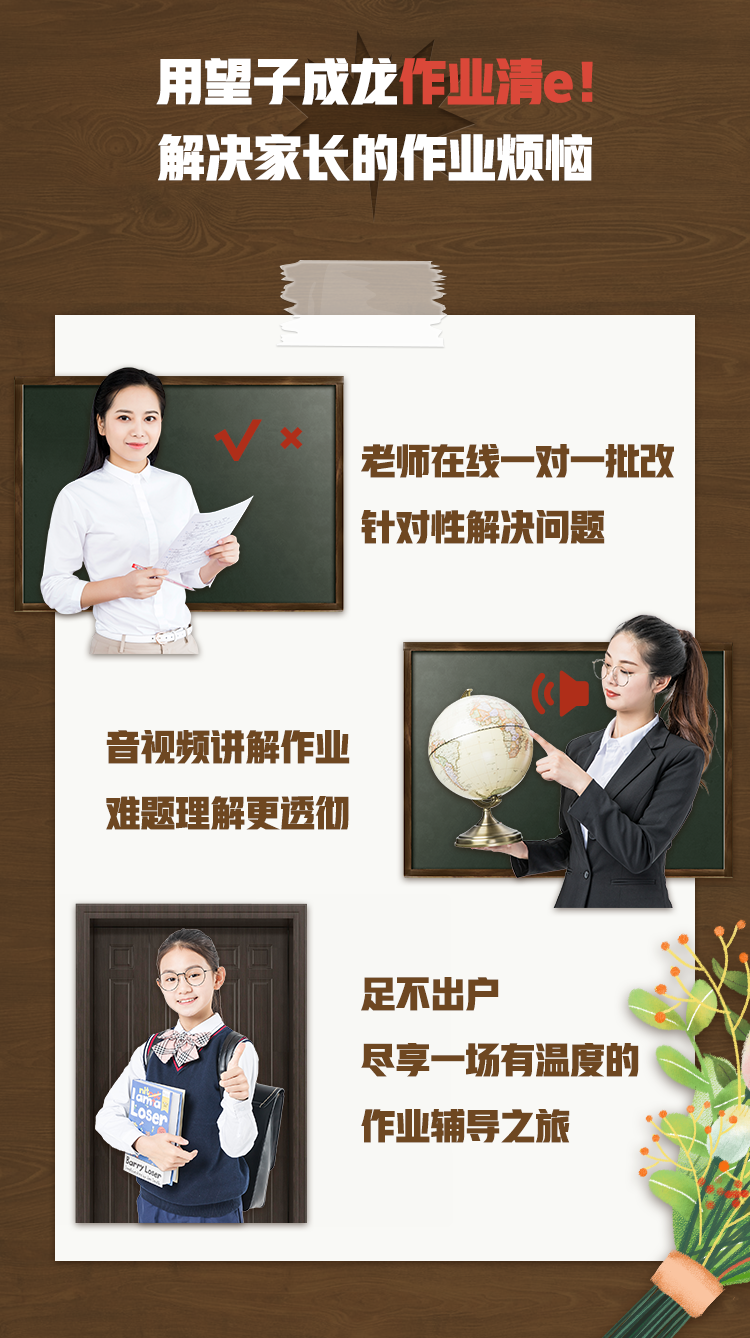 用望子成龙作业清e!
解决家长的作业烦恼
老师在线一对一批改
针对性解决问题
音视频讲解作业
难题理解更透彻
足不出户
尽享一场有温度的
作业辅导之旅
I am a
Loser
Barry Loser